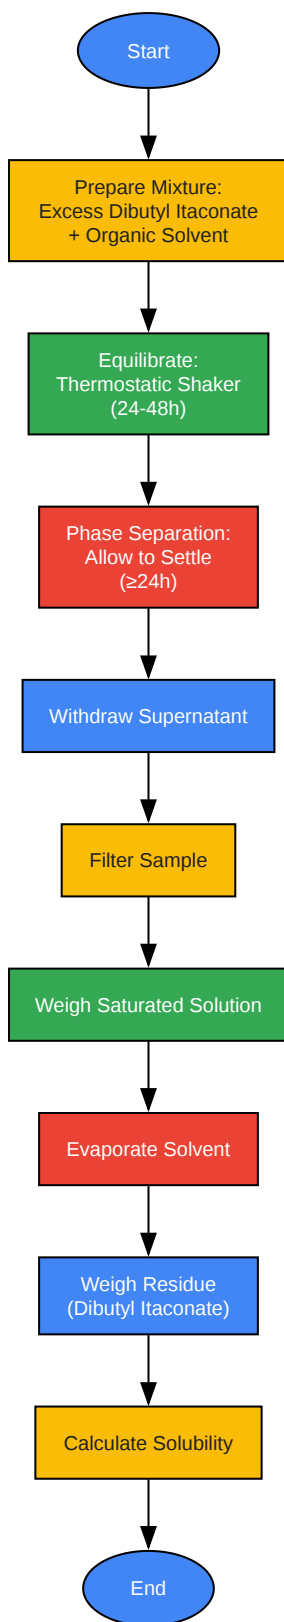 Start
Prepare Mixture:
Excess Dibutyl Itaconate
+ Organic Solvent
Equilibrate:
Thermostatic Shaker
(24-48h)
Phase Separation:
Allow to Settle
(≥24h)
Withdraw Supernatant
Filter Sample
Weigh Saturated Solution
Evaporate Solvent
Weigh Residue
(Dibutyl Itaconate)
Calculate Solubility
End